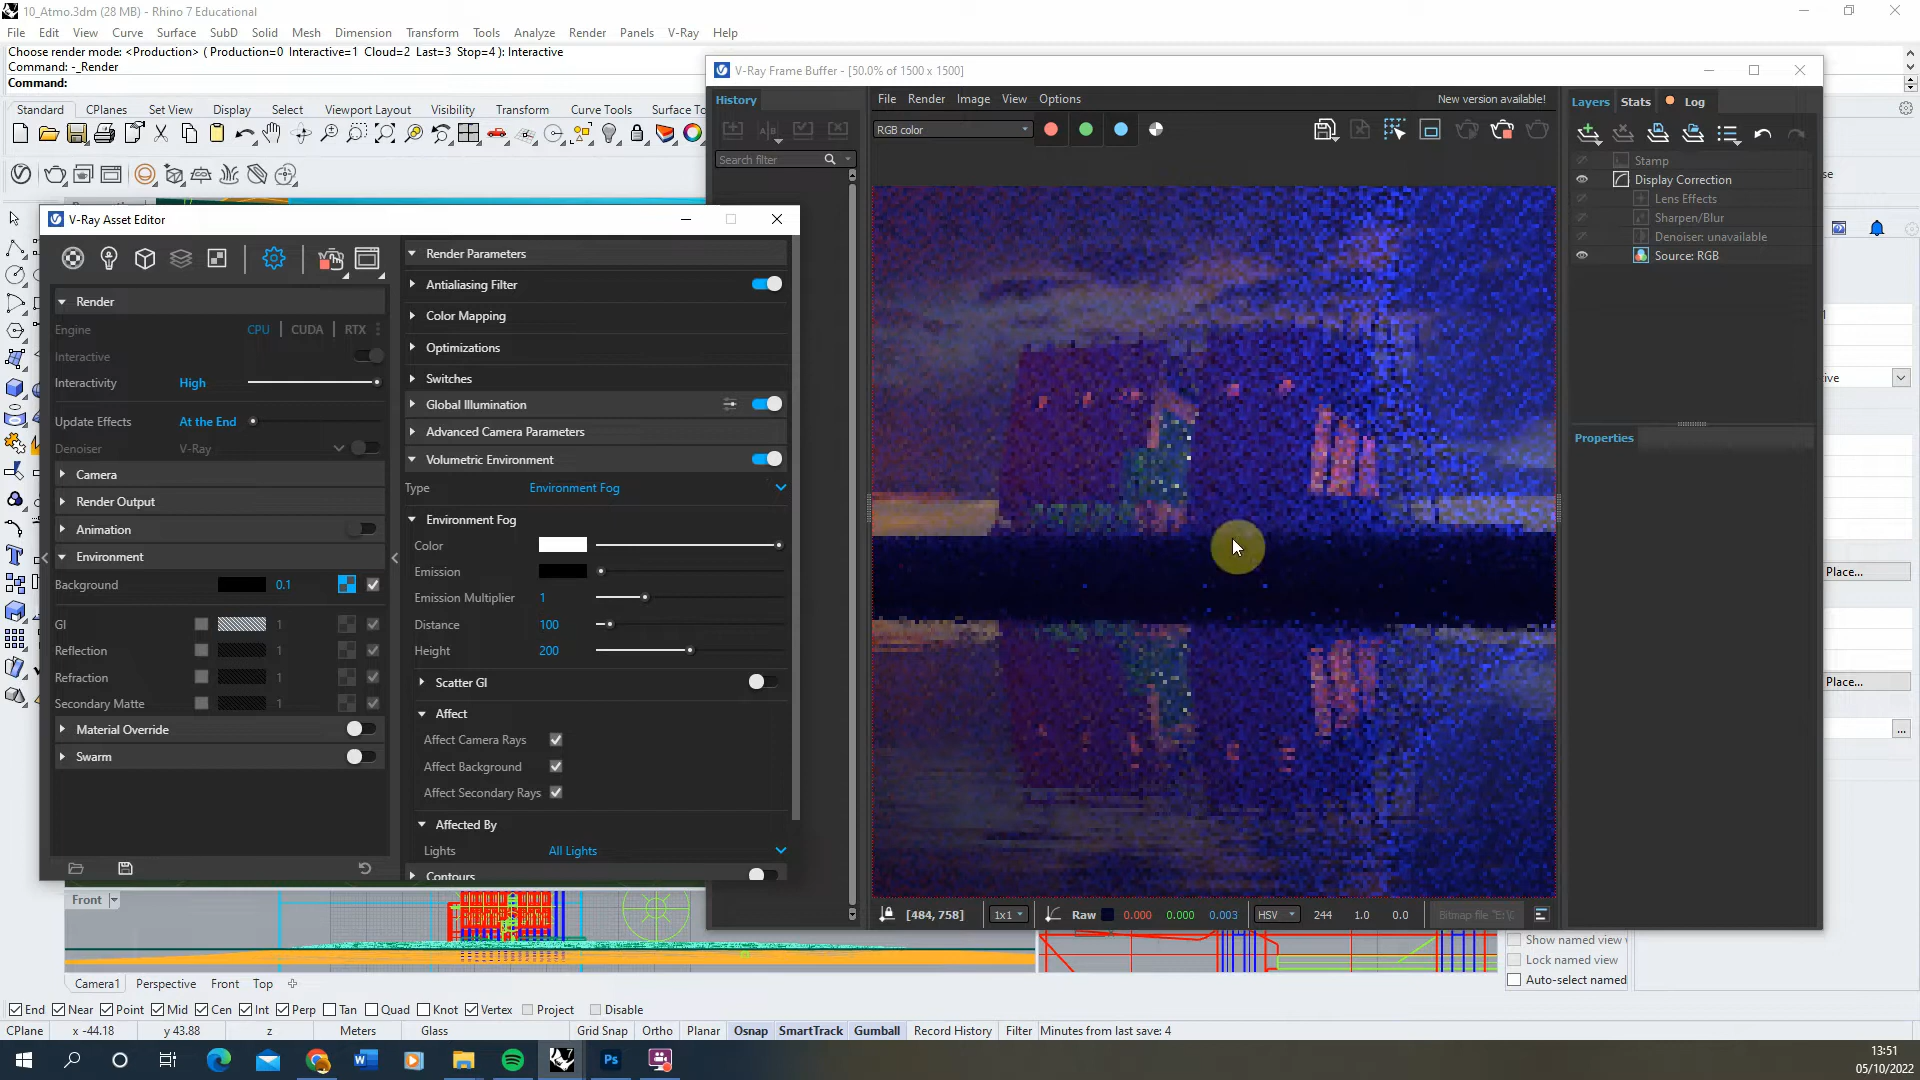 10_Atmo.3dm (28 MB) - Rhino 7 Educational
File Edit View Curve Surface SubD Solid Mesh Dimension Transform Tools Analyze Render Panels V-Ray Help
Choose render mode: <Production> ( Production=0 Interactive=1 Cloud=2 Last=3 Stop=4 ): Interactive
Command: -_Render
Command:
Standard CPlanes Set View Display Select Viewport Layout Visibility Transform Curve Tools Surface To
V-Ray Frame Buffer - [50.0% of 1500 x 1500]
History
File Render Image View Options
New version available!
RGB color
Search filter
Layers Stats Log
Stamp
Display Correction
Lens Effects
Sharpen/Blur
Denoiser: unavailable
Source: RGB
Properties
V-Ray Asset Editor
Render
Engine CPU CUDA RTX
Interactive
Interactivity High
Update Effects At the End
Denoiser V-Ray
Camera
Render Output
Animation
Environment
Background 0.1
GI 1
Reflection 1
Refraction 1
Secondary Matte 1
Material Override
Swarm
Render Parameters
Antialiasing Filter
Color Mapping
Optimizations
Switches
Global Illumination
Advanced Camera Parameters
Volumetric Environment
Type Environment Fog
Environment Fog
Color
Emission
Emission Multiplier 1
Distance 100
Height 200
Scatter GI
Affect
Affect Camera Rays
Affect Background
Affect Secondary Rays
Affected By
Lights All Lights
Contours
[484, 758] 1x1 Raw 0.000 0.000 0.003 HSV 244 1.0 0.0 Bitmap file "E:\C
se
1
ive
Place...
Place...
...
Show named view
Lock named view
Auto-select named
Front
Camera1 Perspective Front Top
End Near Point Mid Cen Int Perp Tan Quad Knot Vertex Project Disable
CPlane x -44.18 y 43.88 z Meters Glass Grid Snap Ortho Planar Osnap SmartTrack Gumball Record History Filter Minutes from last save: 4
13:51
05/10/2022